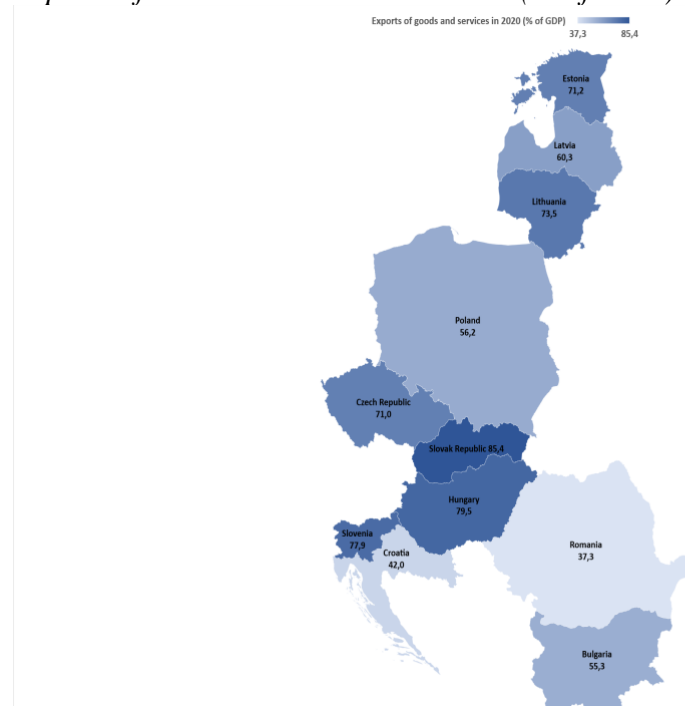 Exports of goods and services in 2020 (% of GDP)
37,3 85,4
Estonia
71,2
Latvia
60,3
Lithuania
73,5
Poland
56,2
Czech Republic
71,0
Slovak Republic 85,4
Hungary
79,5
Slovenia
77,9
Croatia
42,0
Romania
37,3
Bulgaria
55,3